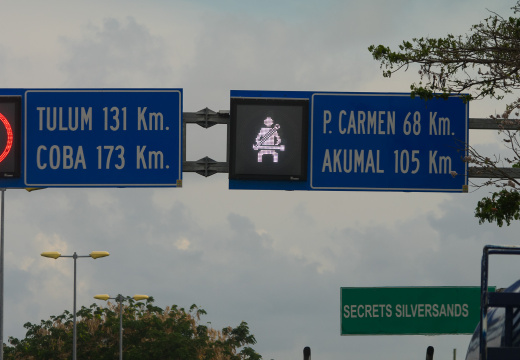 TULUM 131 Km.
COBA 173 Km.
P. CARMEN 68 Km.
AKUMAL 105 Km.
SECRETS SILVERSANDS